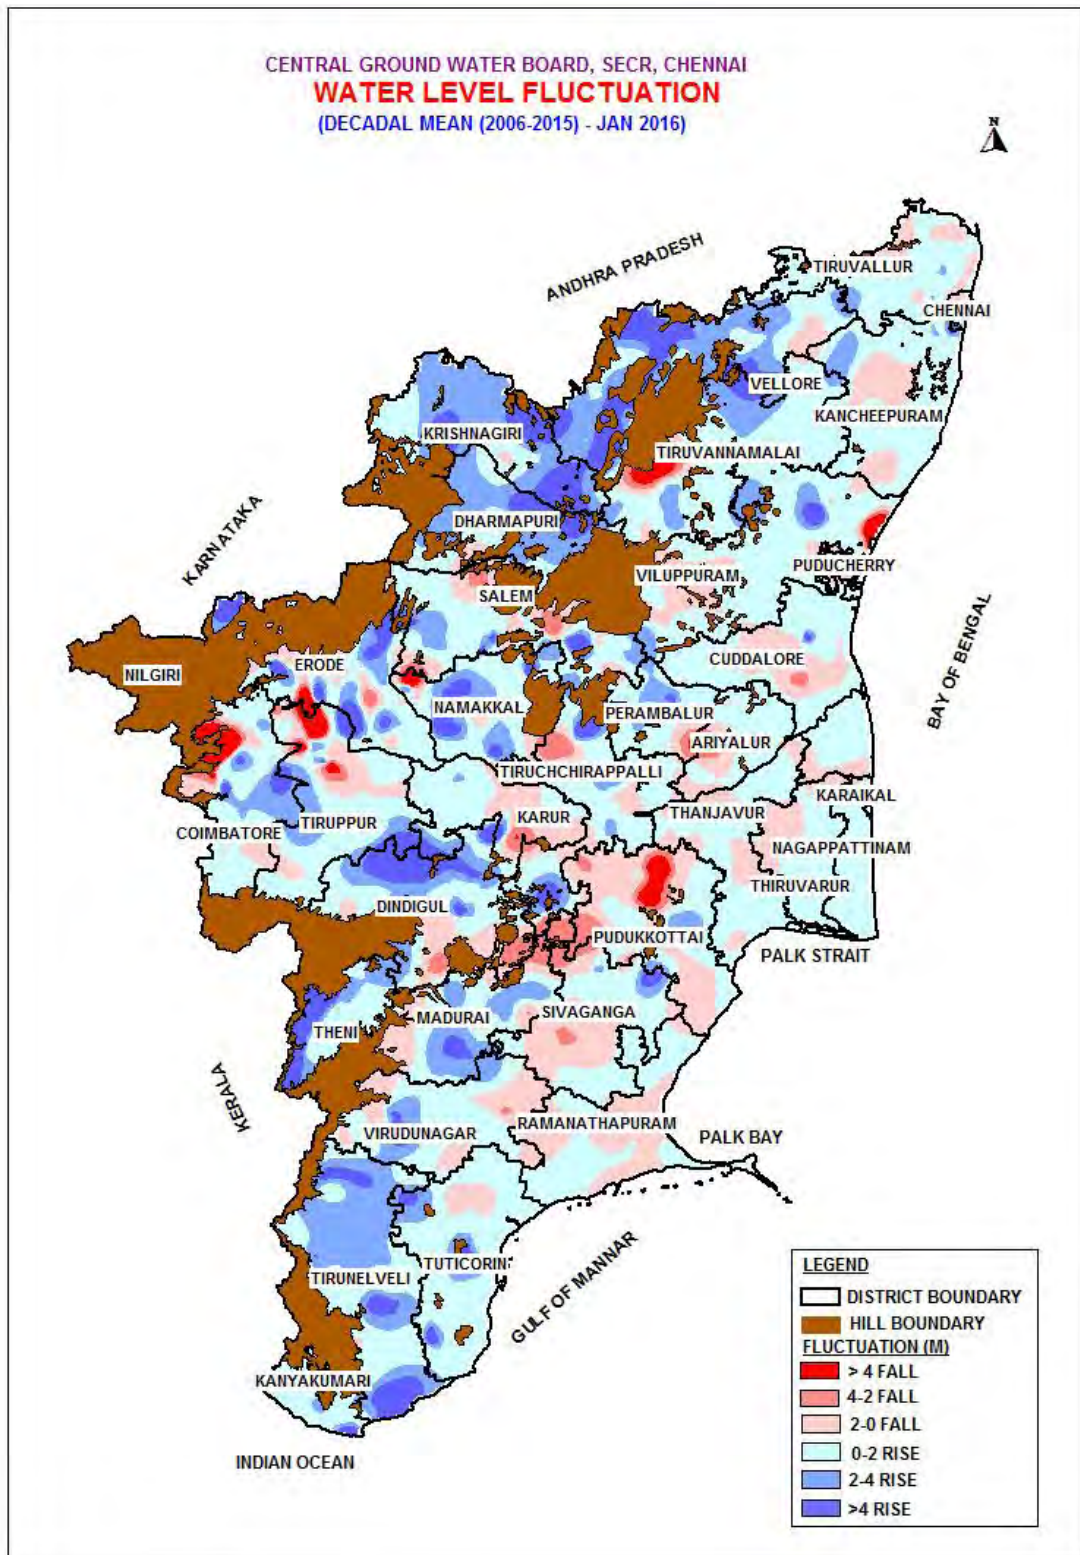 CENTRAL GROUND WATER BOARD, SECR, CHENNAI
WATER LEVEL FLUCTUATION
(DECADAL MEAN (2006-2015) - JAN 2016)
N
ANDHRA PRADESH
TIRUVALLUR
CHENNAI
VELLORE
KANCHEEPURAM
KRISHNAGIRI
TIRUVANNAMALAI
KARNATAKA
DHARMAPURI
PUDUCHERRY
VILUPPURAM
SALEM
BAY OF BENGAL
CUDDALORE
ERODE
NILGIRI
NAMAKKAL
PERAMBALUR
ARIYALUR
TIRUCHCHIRAPPALLI
KARAIKAL
THANJAVUR
KARUR
TIRUPPUR
COIMBATORE
NAGAPPATTINAM
THIRUVARUR
DINDIGUL
PUDUKKOTTAI
PALK STRAIT
SIVAGANGA
MADURAI
THENI
KERALA
RAMANATHAPURAM
VIRUDUNAGAR
PALK BAY
TUTICORIN
TIRUNELVELI
GULF OF MANNAR
KANYAKUMARI
INDIAN OCEAN
LEGEND
DISTRICT BOUNDARY
HILL BOUNDARY
FLUCTUATION (M)
> 4 FALL
4-2 FALL
2-0 FALL
0-2 RISE
2-4 RISE
>4 RISE